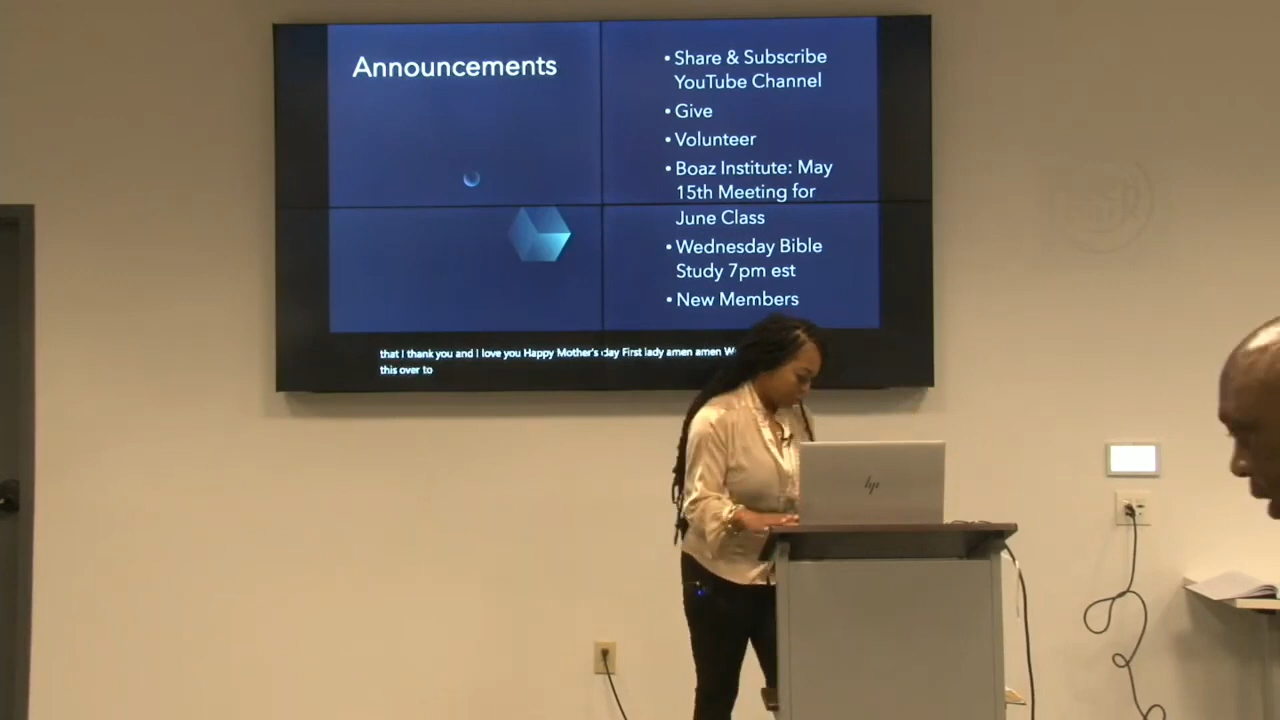 Announcements
• Share & Subscribe
YouTube Channel
• Give
• Volunteer
• Boaz Institute: May
15th Meeting for
June Class
• Wednesday Bible
Study 7pm est
• New Members
that I thank you and I love you Happy Mother's day First lady amen amen
this over to
hp